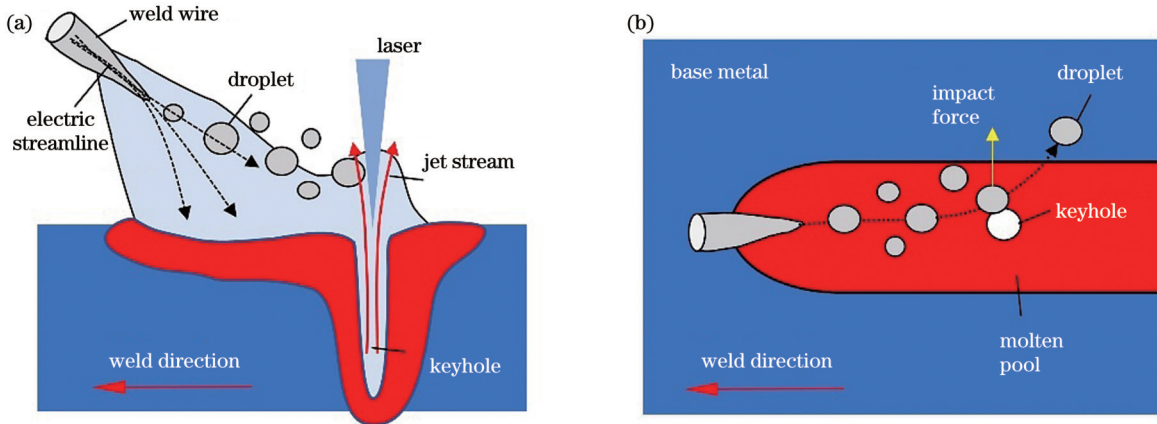 (a)
weld wire
droplet
laser
electric
streamline
jet stream
weld direction
keyhole
(b)
base metal
droplet
impact
force
keyhole
molten
pool
weld direction